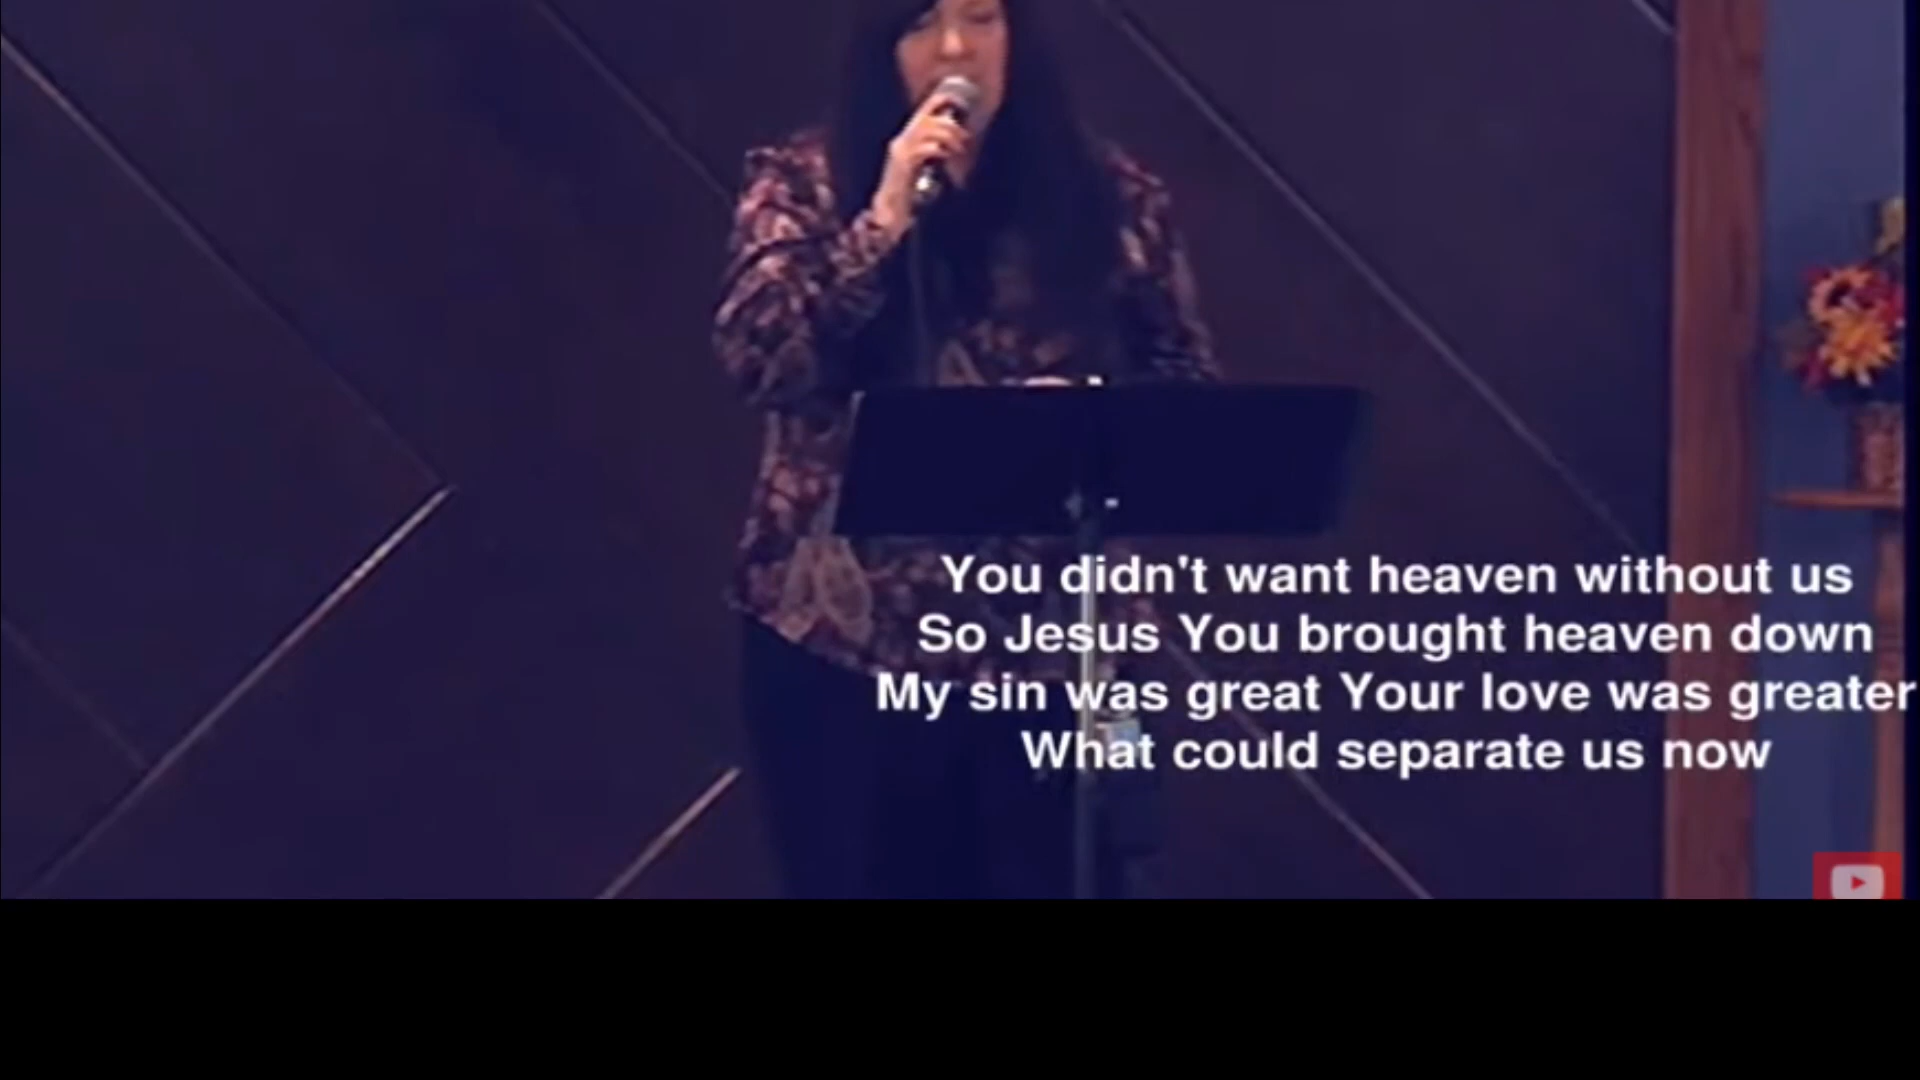 You didn't want heaven without us
So Jesus You brought heaven down
My sin was great Your love was greater
What could separate us now